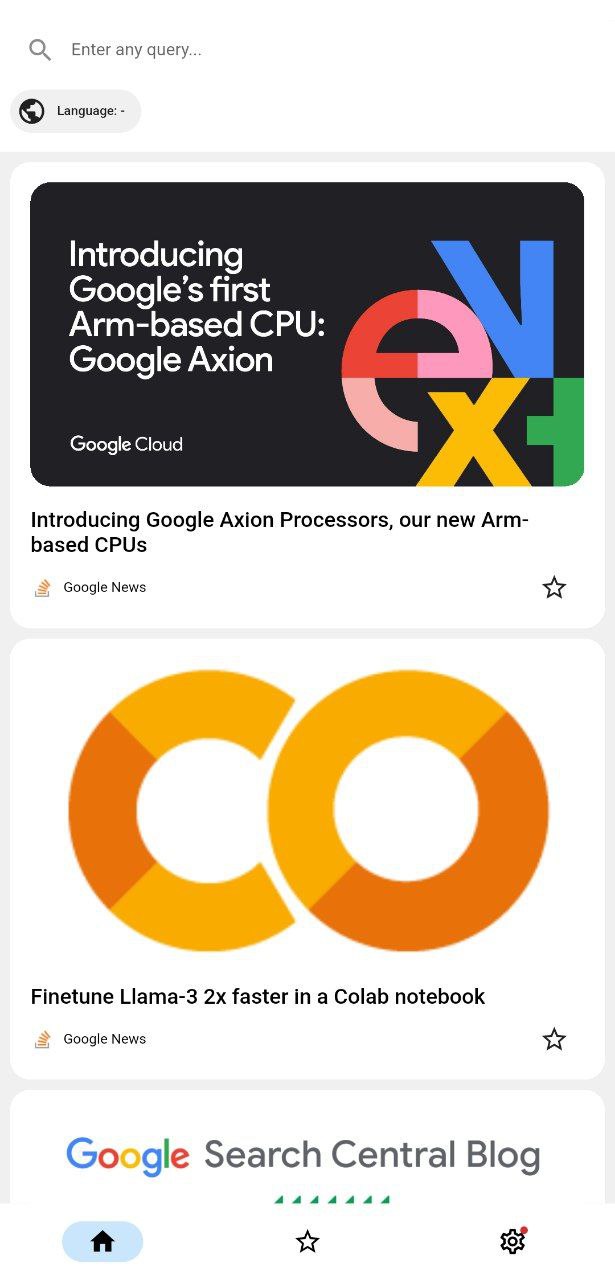 Enter any query...
Language: -
Introducing
Google's first
Arm-based CPU:
Google Axion
Google Cloud
Introducing Google Axion Processors, our new Arm-
based CPUs
Google News
Finetune Llama-3 2x faster in a Colab notebook
Google News
Google Search Central Blog